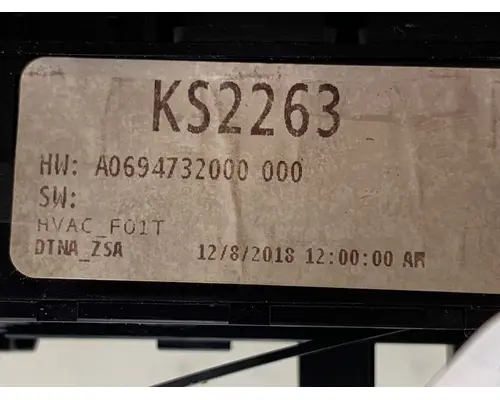 KS2263
HW: A0694732000 000
SW:
HVAC_F01T
DTNA_ZSA 12/8/2018 12:00:00 AM